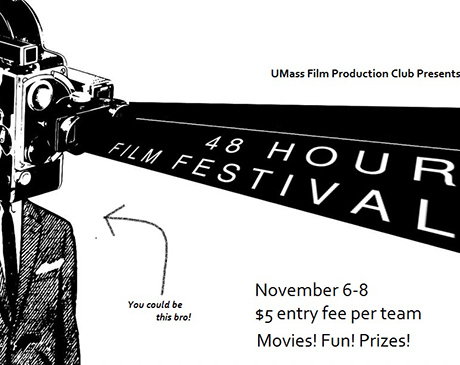 UMass Film Production Club Presents
48 HOUR
FILM FESTIVAL
You could be
this bro!
November 6-8
$5 entry fee per team
Movies! Fun! Prizes!